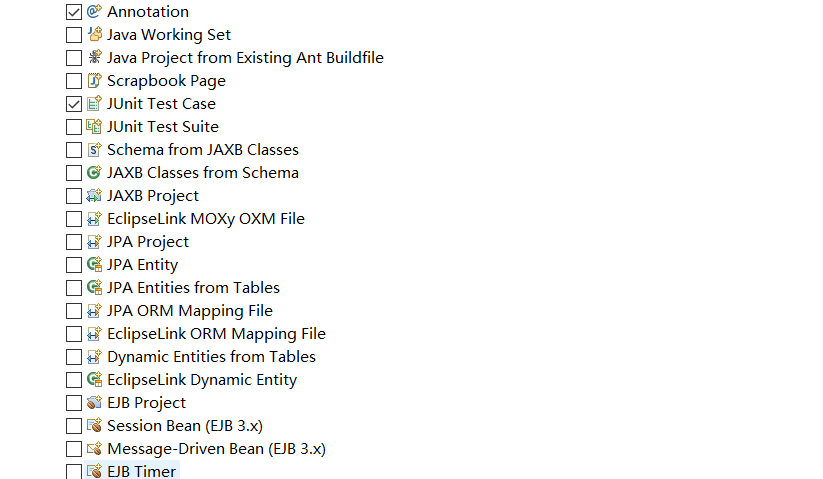 Annotation
Java Working Set
Java Project from Existing Ant Buildfile
Scrapbook Page
JUnit Test Case
JUnit Test Suite
Schema from JAXB Classes
JAXB Classes from Schema
JAXB Project
EclipseLink MOXy OXM File
JPA Project
JPA Entity
JPA Entities from Tables
JPA ORM Mapping File
EclipseLink ORM Mapping File
Dynamic Entities from Tables
EclipseLink Dynamic Entity
EJB Project
Session Bean (EJB 3.x)
Message-Driven Bean (EJB 3.x)
EJB Timer